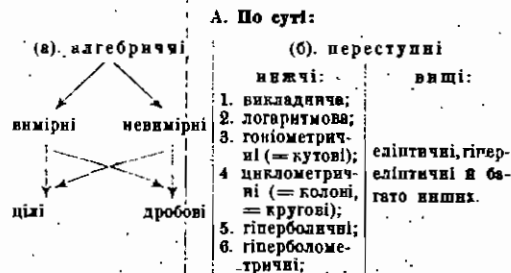 А. По суті:
(а). алгебричні
(б). переступні
нижчі:
вищі:
вимірні
невимірні
цілі
дробові
1. викладнича;
2. логаритмова;
3. гоніометрич-
ні (= кутові);
4 циклометрич-
ні (= колоні,
= кругові);
5. гіперболичні;
6. гіперболоме-
тричні;
еліптичні, гіпер-
еліптичні й ба-
гато инших.